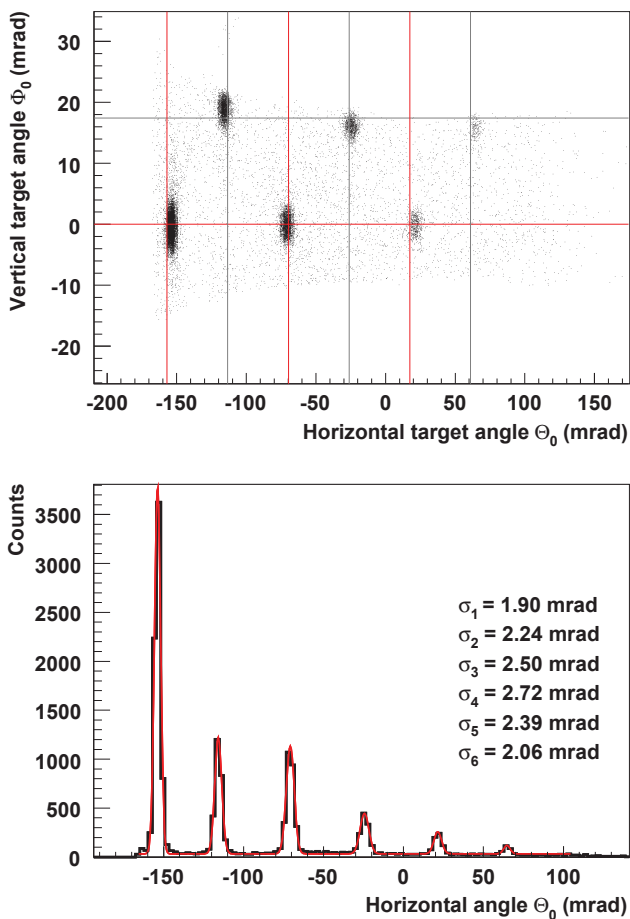 Vertical target angle Φ₀ (mrad)
30
20
10
0
-10
-20
-200 -150 -100 -50 0 50 100 150
Horizontal target angle Θ₀ (mrad)
Counts
3500
3000
2500
2000
1500
1000
500
0
σ₁ = 1.90 mrad
σ₂ = 2.24 mrad
σ₃ = 2.50 mrad
σ₄ = 2.72 mrad
σ₅ = 2.39 mrad
σ₆ = 2.06 mrad
-150 -100 -50 0 50 100
Horizontal angle Θ₀ (mrad)